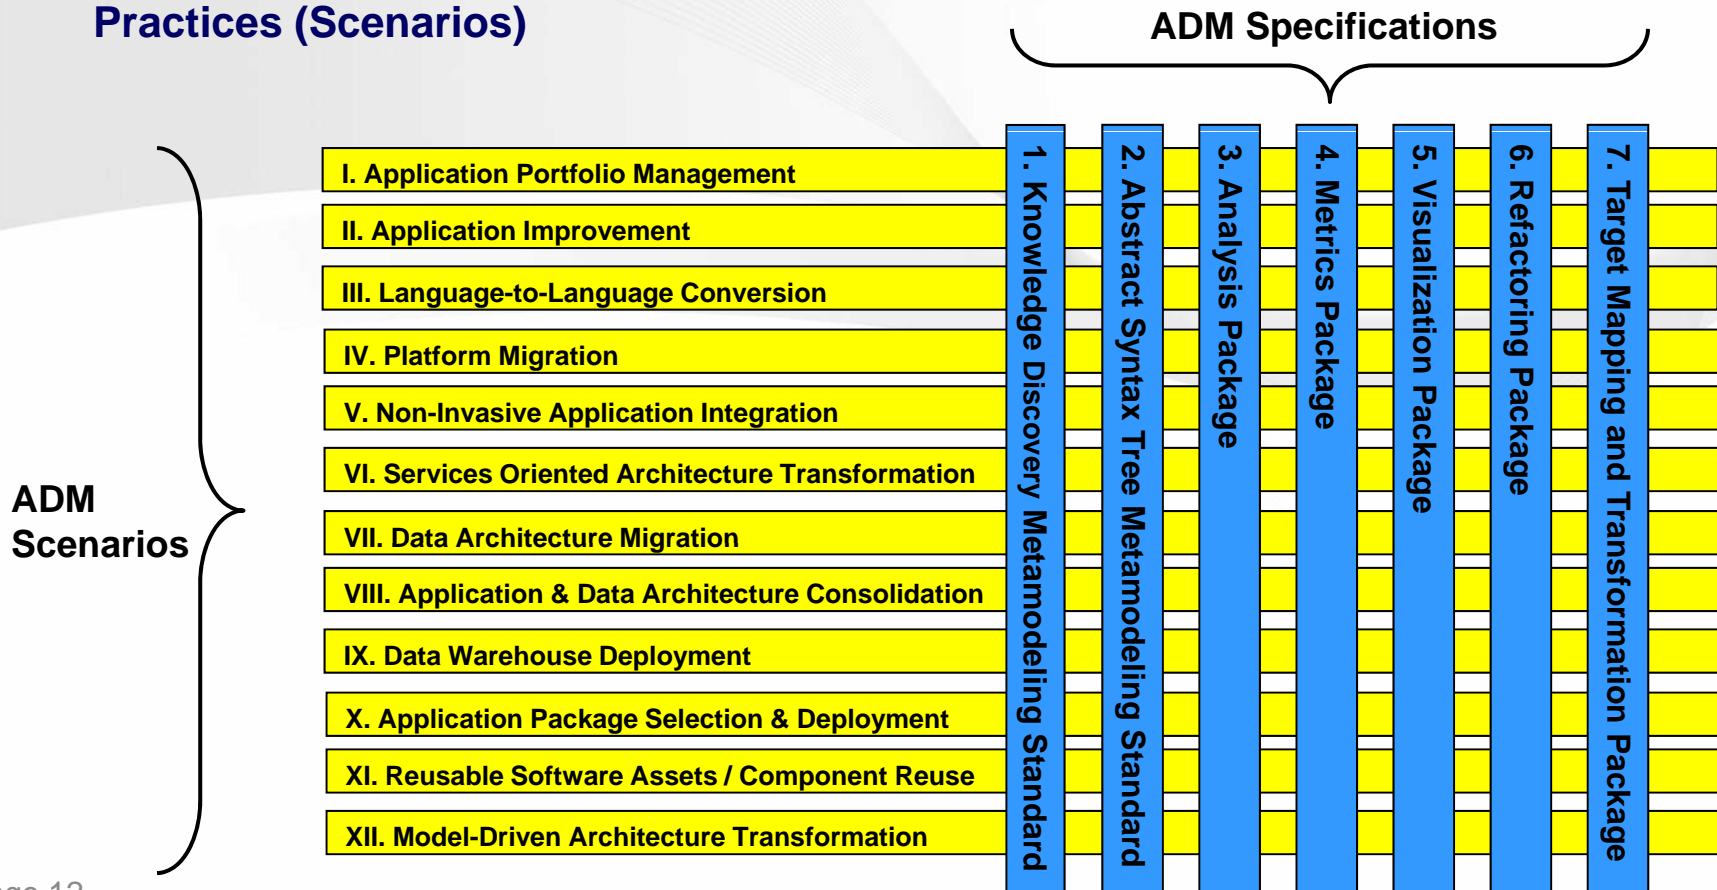 Practices (Scenarios)
ADM Specifications
ADM
Scenarios
I. Application Portfolio Management
II. Application Improvement
III. Language-to-Language Conversion
IV. Platform Migration
V. Non-Invasive Application Integration
VI. Services Oriented Architecture Transformation
VII. Data Architecture Migration
VIII. Application & Data Architecture Consolidation
IX. Data Warehouse Deployment
X. Application Package Selection & Deployment
XI. Reusable Software Assets / Component Reuse
XII. Model-Driven Architecture Transformation
1. Knowledge Discovery Metamodeling Standard
2. Abstract Syntax Tree Metamodeling Standard
3. Analysis Package
4. Metrics Package
5. Visualization Package
6. Refactoring Package
7. Target Mapping and Transformation Package